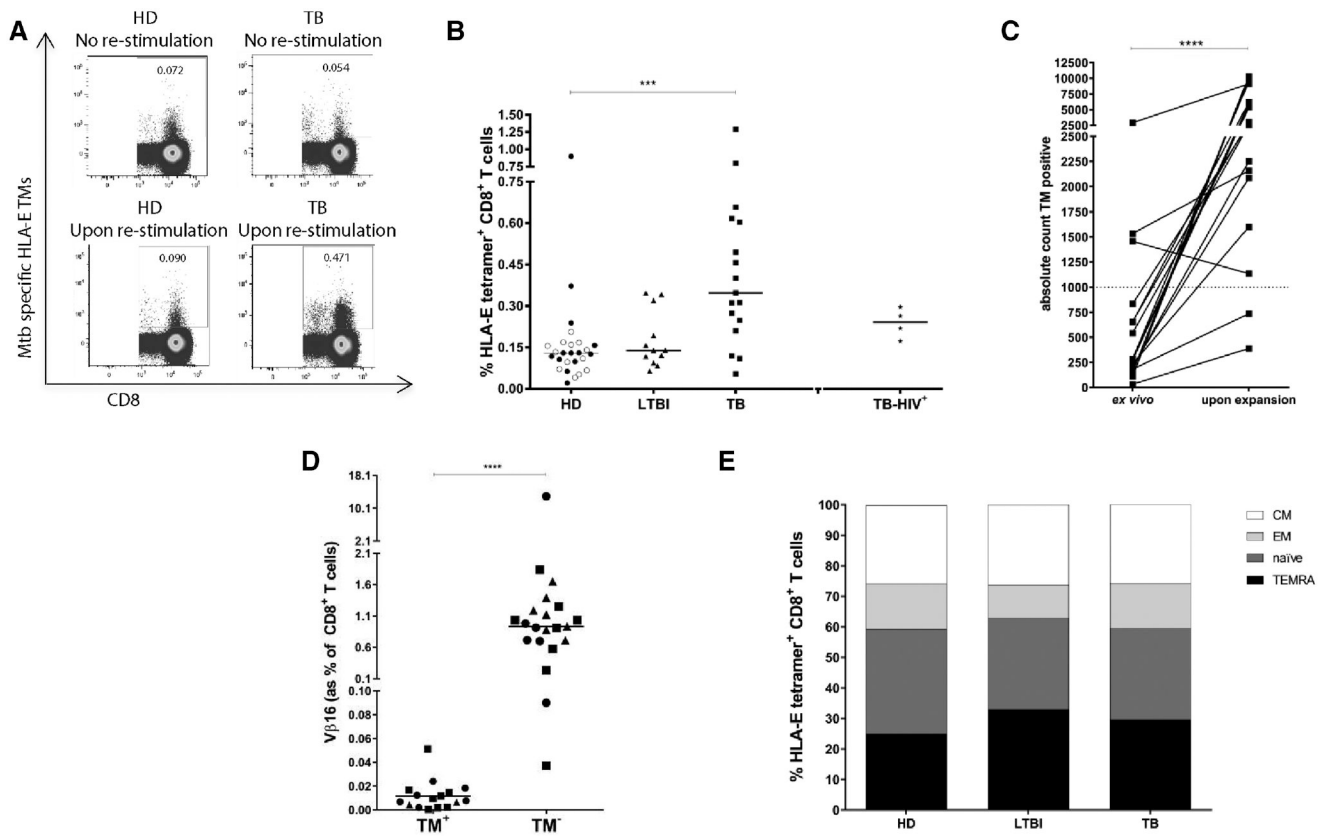 A
HD
No re-stimulation
TB
No re-stimulation
0.072
0.054
HD
Upon re-stimulation
TB
Upon re-stimulation
0.090
0.471
Mtb specific HLA-E TMs
CD8
B
***
% HLA-E tetramer+ CD8+ T cells
1.50
1.25
1.00
0.75
0.75
0.60
0.45
0.30
0.15
0.00
HD
LTBI
TB
TB-HIV+
C
****
absolute count TM positive
12500
10000
7500
5000
2500
2500
2250
2000
1750
1500
1250
1000
750
500
250
0
ex vivo
upon expansion
D
****
Vβ16 (as % of CD8+ T cells)
18.1
10.1
2.1
2.1
1.6
1.1
0.6
0.1
0.10
0.08
0.06
0.04
0.02
0.00
TM+
TM-
E
% HLA-E tetramer+ CD8+ T cells
100
90
80
70
60
50
40
30
20
10
0
HD
LTBI
TB
CM
EM
naïve
TEMRA